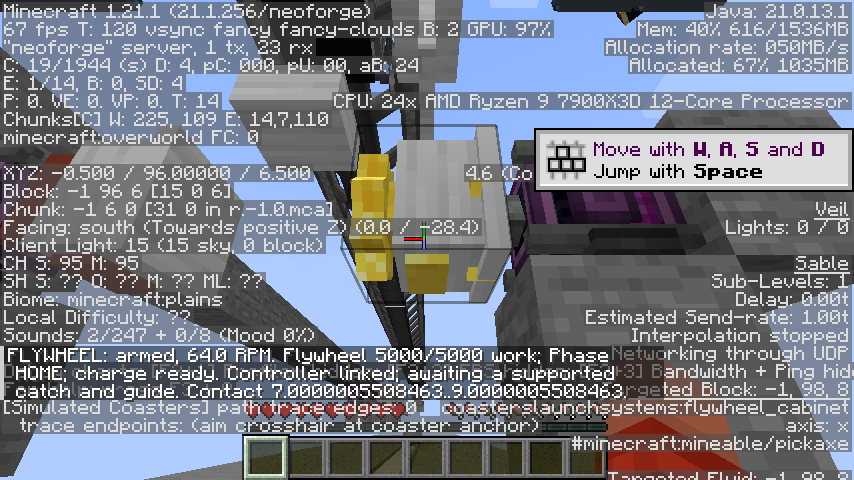 Minecraft 1.21.1 (21.1.256/neoforge)
67 fps T: 120 vsync fancy fancy-clouds B: 2 GPU: 97%
"neoforge" server, 1 tx, 23 rx
C: 19/1944 (s) D: 4, pC: 000, pU: 00, aB: 24
E: 1/14, B: 0, SD: 4
P: 0. VE: 0. VP: 0. T: 14
Chunks[C] W: 225, 109 E: 14,7,110
minecraft:overworld FC: 0
XYZ: -0.500 / 96.00000 / 6.500
Block: -1 96 6 [15 0 6]
Chunk: -1 6 0 [31 0 in r.-1.0.mca]
Facing: south (Towards positive Z) (0.0 / -28.4)
Client Light: 15 (15 sky, 0 block)
CH S: 95 M: 95
SH S: ?? O: ?? M: ?? ML: ??
Biome: minecraft:plains
Local Difficulty: ??
Sounds: 2/247 + 0/8 (Mood 0%)
FLYWHEEL: armed, 64.0 RPM. Flywheel 5000/5000 work; Phase
HOME; charge ready. Controller linked; awaiting a supported
catch and guide. Contact 7.0000005508463,9.0000005508463
[Simulated Coasters]
trace endpoints: (aim crosshair at coaster anchor)
Java: 21.0.13.1
Mem: 40% 616/1536MB
Allocation rate: 050MB/s
Allocated: 67% 1035MB
CPU: 24x AMD Ryzen 9 7900X3D 12-Core Processor
4.6 (Co
Move with W, A, S and D
Jump with Space
Veil
Lights: 0 / 0
Sable
Sub-Levels: 1
Delay: 0.00t
Estimated Send-rate: 1.00t
Interpolation stopped
Networking through UDP
Bandwidth + Ping hid
Targeted Block: -1, 98, 8
coasterslaunchsystems:flywheel_cabinet
axis: x
#minecraft:mineable/pickaxe
Targeted Fluid: -1, 98, 8